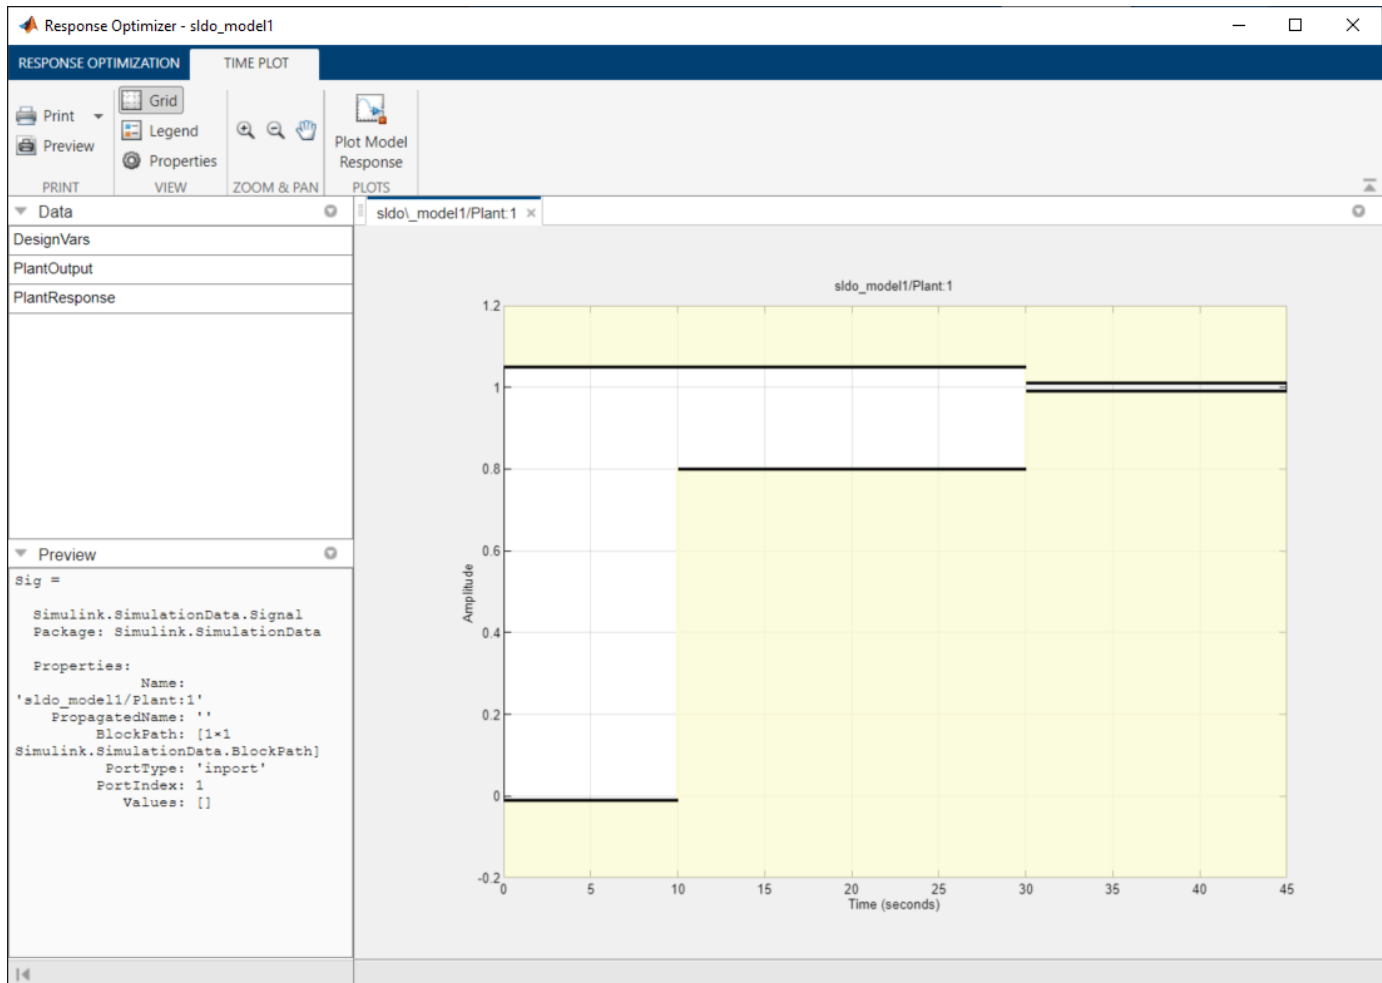 Response Optimizer - sldo_model1
RESPONSE OPTIMIZATION
TIME PLOT
Print
Preview
PRINT
Grid
Legend
Properties
VIEW
ZOOM & PAN
Plot Model
Response
PLOTS
Data
DesignVars
PlantOutput
PlantResponse
Preview
Sig =
Simulink.SimulationData.Signal
Package: Simulink.SimulationData
Properties:
Name:
'sldo_model1/Plant:1'
PropagatedName: ''
BlockPath: [1×1
Simulink.SimulationData.BlockPath]
PortType: 'inport'
PortIndex: 1
Values: []
sldo\_model1/Plant:1
sldo_model1/Plant:1
1.2
1
0.8
0.6
0.4
0.2
0
-0.2
Amplitude
0 5 10 15 20 25 30 35 40 45
Time (seconds)